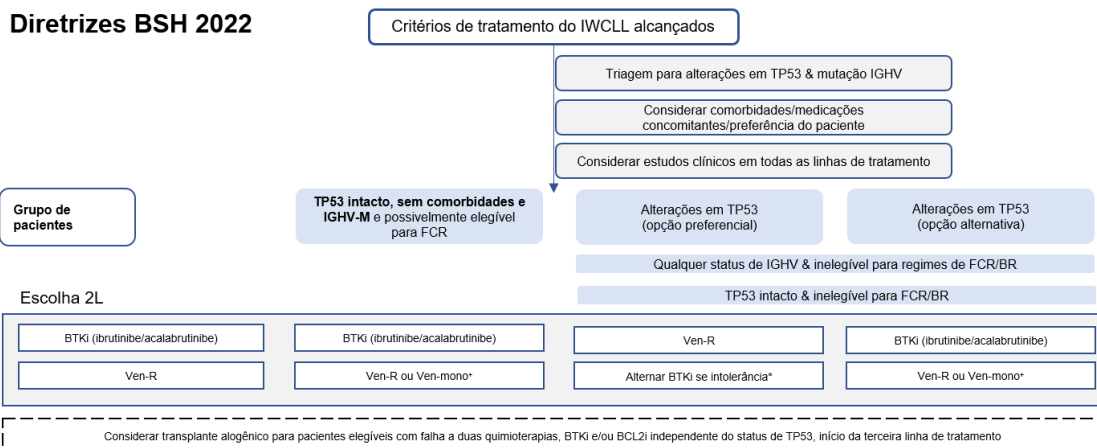 Diretrizes BSH 2022
Critérios de tratamento do IWCLL alcançados
Triagem para alterações em TP53 & mutação IGHV
Considerar comorbidades/medicações
concomitantes/preferência do paciente
Considerar estudos clínicos em todas as linhas de tratamento
Grupo de
pacientes
TP53 intacto, sem comorbidades e
IGHV-M e possivelmente elegível
para FCR
Alterações em TP53
(opção preferencial)
Alterações em TP53
(opção alternativa)
Qualquer status de IGHV & inelegível para regimes de FCR/BR
TP53 intacto & inelegível para FCR/BR
Escolha 2L
BTKi (ibrutinibe/acalabrutinibe)
BTKi (ibrutinibe/acalabrutinibe)
Ven-R
BTKi (ibrutinibe/acalabrutinibe)
Ven-R
Ven-R ou Ven-mono⁺
Alternar BTKi se intolerância*
Ven-R ou Ven-mono⁺
Considerar transplante alogênico para pacientes elegíveis com falha a duas quimioterapias, BTKi e/ou BCL2i independente do status de TP53, início da terceira linha de tratamento